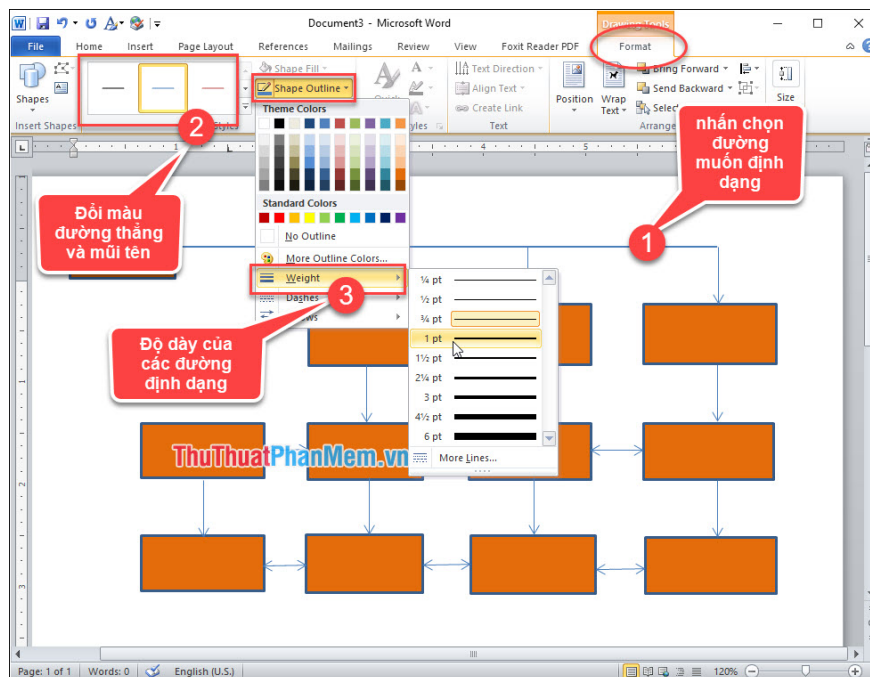 Document3 - Microsoft Word
Drawing Tools
File Home Insert Page Layout References Mailings Review View Foxit Reader PDF Format
Shapes
Shape Fill
Shape Outline
Text Direction
Align Text
Create Link
Position
Wrap Text
Bring Forward
Send Backward
Size
Insert Shapes
Styles
Text
Arrange
Theme Colors
Standard Colors
No Outline
More Outline Colors...
Weight
Dashes
¼ pt
½ pt
¾ pt
1 pt
1½ pt
2¼ pt
3 pt
4½ pt
6 pt
More Lines...
2
Đổi màu
đường thẳng
và mũi tên
nhấn chọn
đường
muốn định
dạng
1
3
Độ dày của
các đường
định dạng
ThuThuatPhanMem.vn
Page: 1 of 1 Words: 0 English (U.S.) 120%